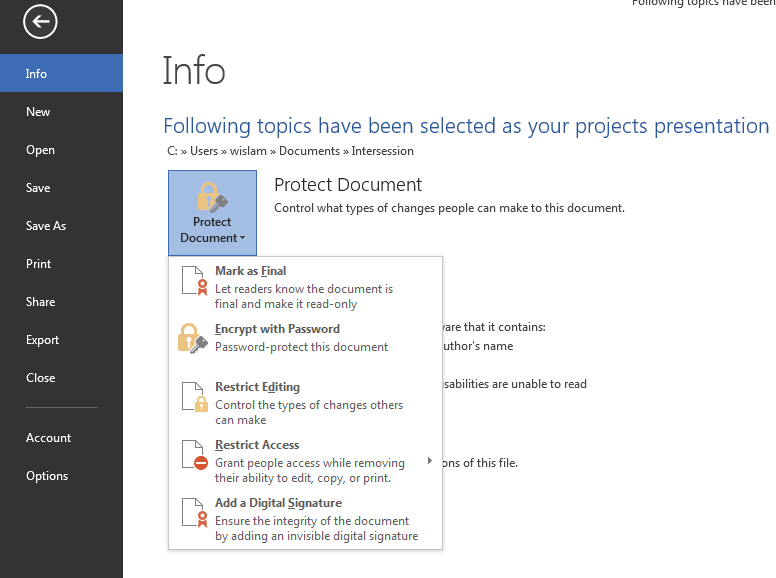 Following topics have been
Info
Info
New
Open
Save
Save As
Print
Share
Export
Close
Account
Options
Following topics have been selected as your projects presentation
C: » Users » wislam » Documents » Intersession
Protect
Document
Protect Document
Control what types of changes people can make to this document.
Mark as Final
Let readers know the document is
final and make it read-only
Encrypt with Password
Password-protect this document
Restrict Editing
Control the types of changes others
can make
Restrict Access
Grant people access while removing
their ability to edit, copy, or print.
Add a Digital Signature
Ensure the integrity of the document
by adding an invisible digital signature
ware that it contains:
uthor's name
sabilities are unable to read
ons of this file.